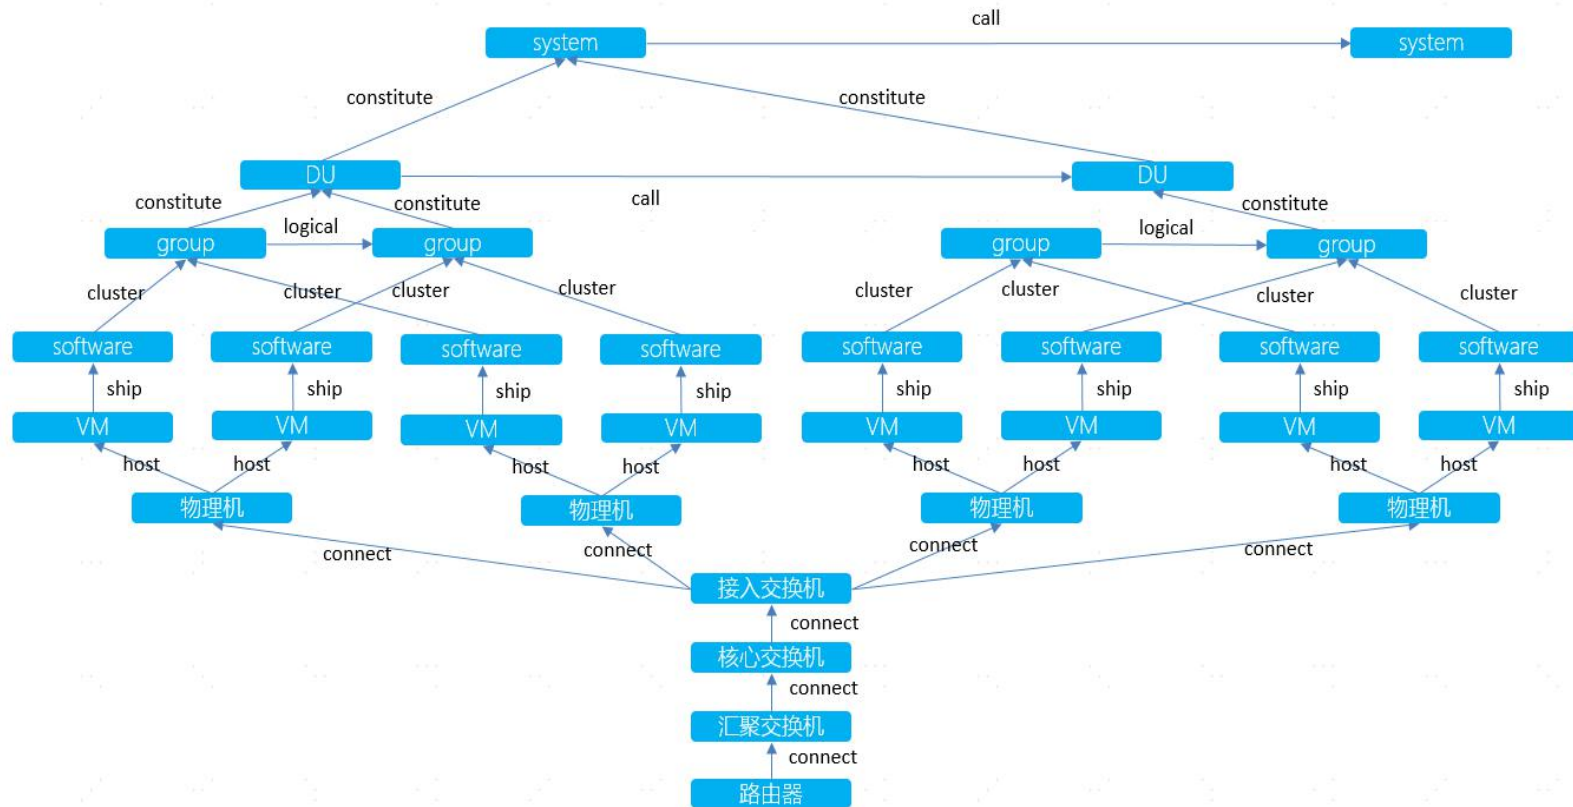 call
system
system
constitute
constitute
DU
DU
call
constitute
constitute
constitute
logical
logical
group
group
group
group
cluster
cluster
cluster
cluster
cluster
cluster
cluster
cluster
software
software
software
software
software
software
software
software
ship
ship
ship
ship
ship
ship
ship
ship
VM
VM
VM
VM
VM
VM
VM
VM
host
host
host
host
host
host
host
host
物理机
物理机
物理机
物理机
connect
connect
connect
connect
接入交换机
connect
核心交换机
connect
汇聚交换机
connect
路由器